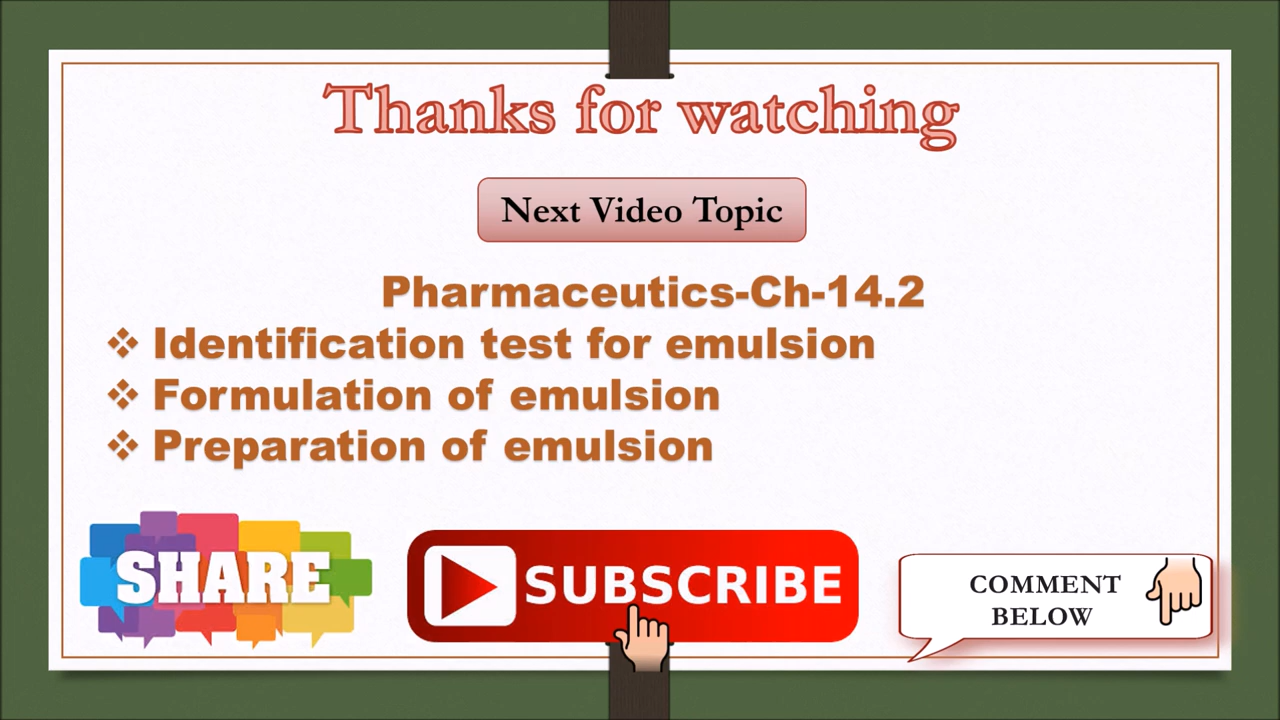 Thanks for watching
Next Video Topic
Pharmaceutics-Ch-14.2
❖ Identification test for emulsion
❖ Formulation of emulsion
❖ Preparation of emulsion
SHARE
SUBSCRIBE
COMMENT
BELOW